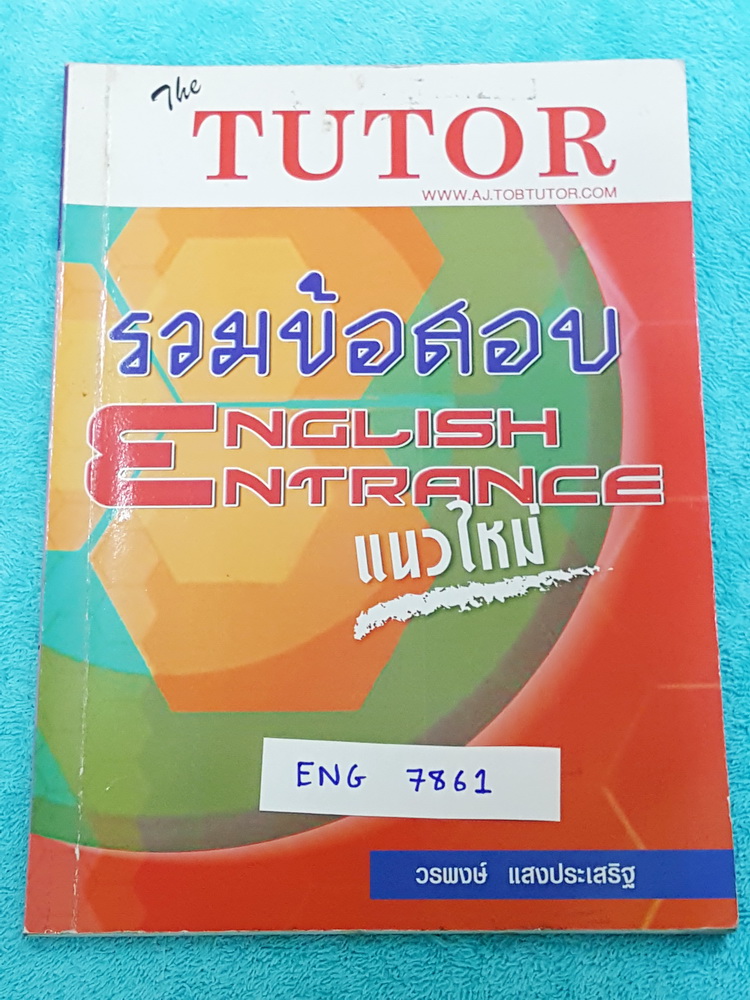 The
TUTOR
WWW.AJ.TOBTUTOR.COM
รวมข้อสอบ
ENGLISH
ENTRANCE
แนวใหม่
ENG 7861
วรพงษ์ แสงประเสริฐ